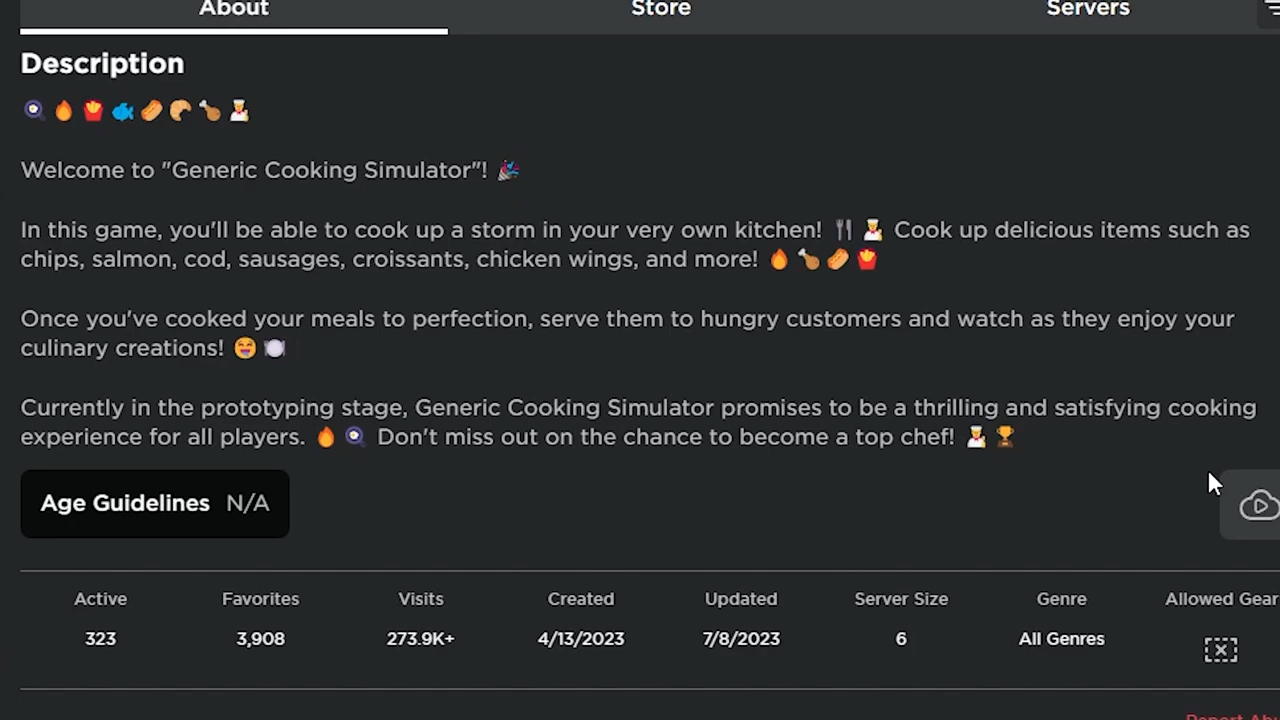 About Store Servers
Description
🍳🔥🍟🐟🌭🥐🍗👨‍🍳
Welcome to "Generic Cooking Simulator"! 🎉
In this game, you'll be able to cook up a storm in your very own kitchen! 🍴👨‍🍳 Cook up delicious items such as
chips, salmon, cod, sausages, croissants, chicken wings, and more! 🔥🍗🌭🍟
Once you've cooked your meals to perfection, serve them to hungry customers and watch as they enjoy your
culinary creations! 😝🍽️
Currently in the prototyping stage, Generic Cooking Simulator promises to be a thrilling and satisfying cooking
experience for all players. 🔥🍳 Don't miss out on the chance to become a top chef! 👨‍🍳🏆
Age Guidelines N/A
Active Favorites Visits Created Updated Server Size Genre Allowed Gear
323 3,908 273.9K+ 4/13/2023 7/8/2023 6 All Genres